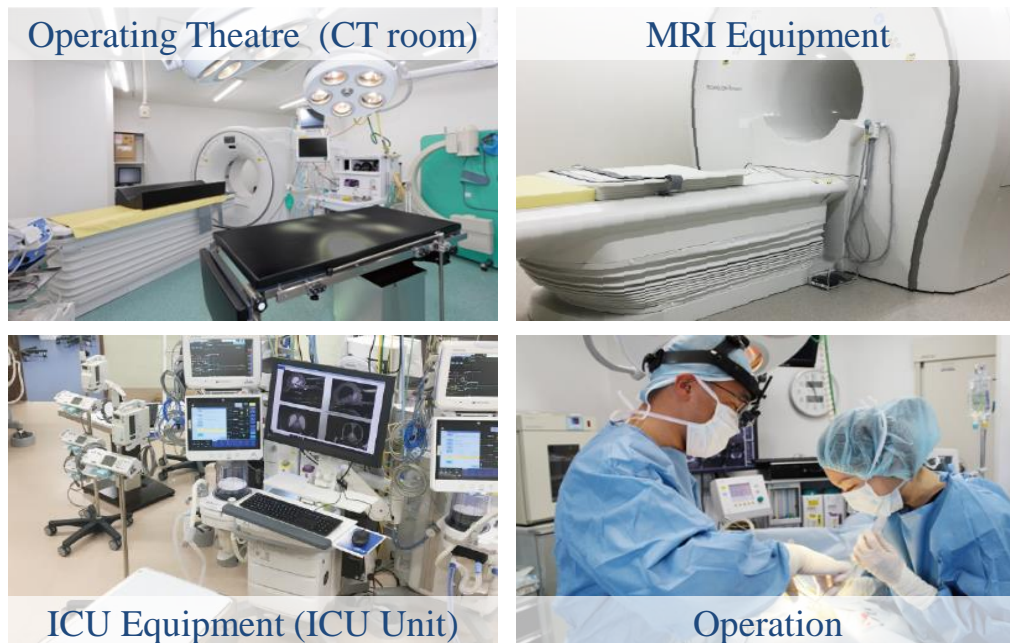 Operating Theatre (CT room)
MRI Equipment
ICU Equipment (ICU Unit)
Operation